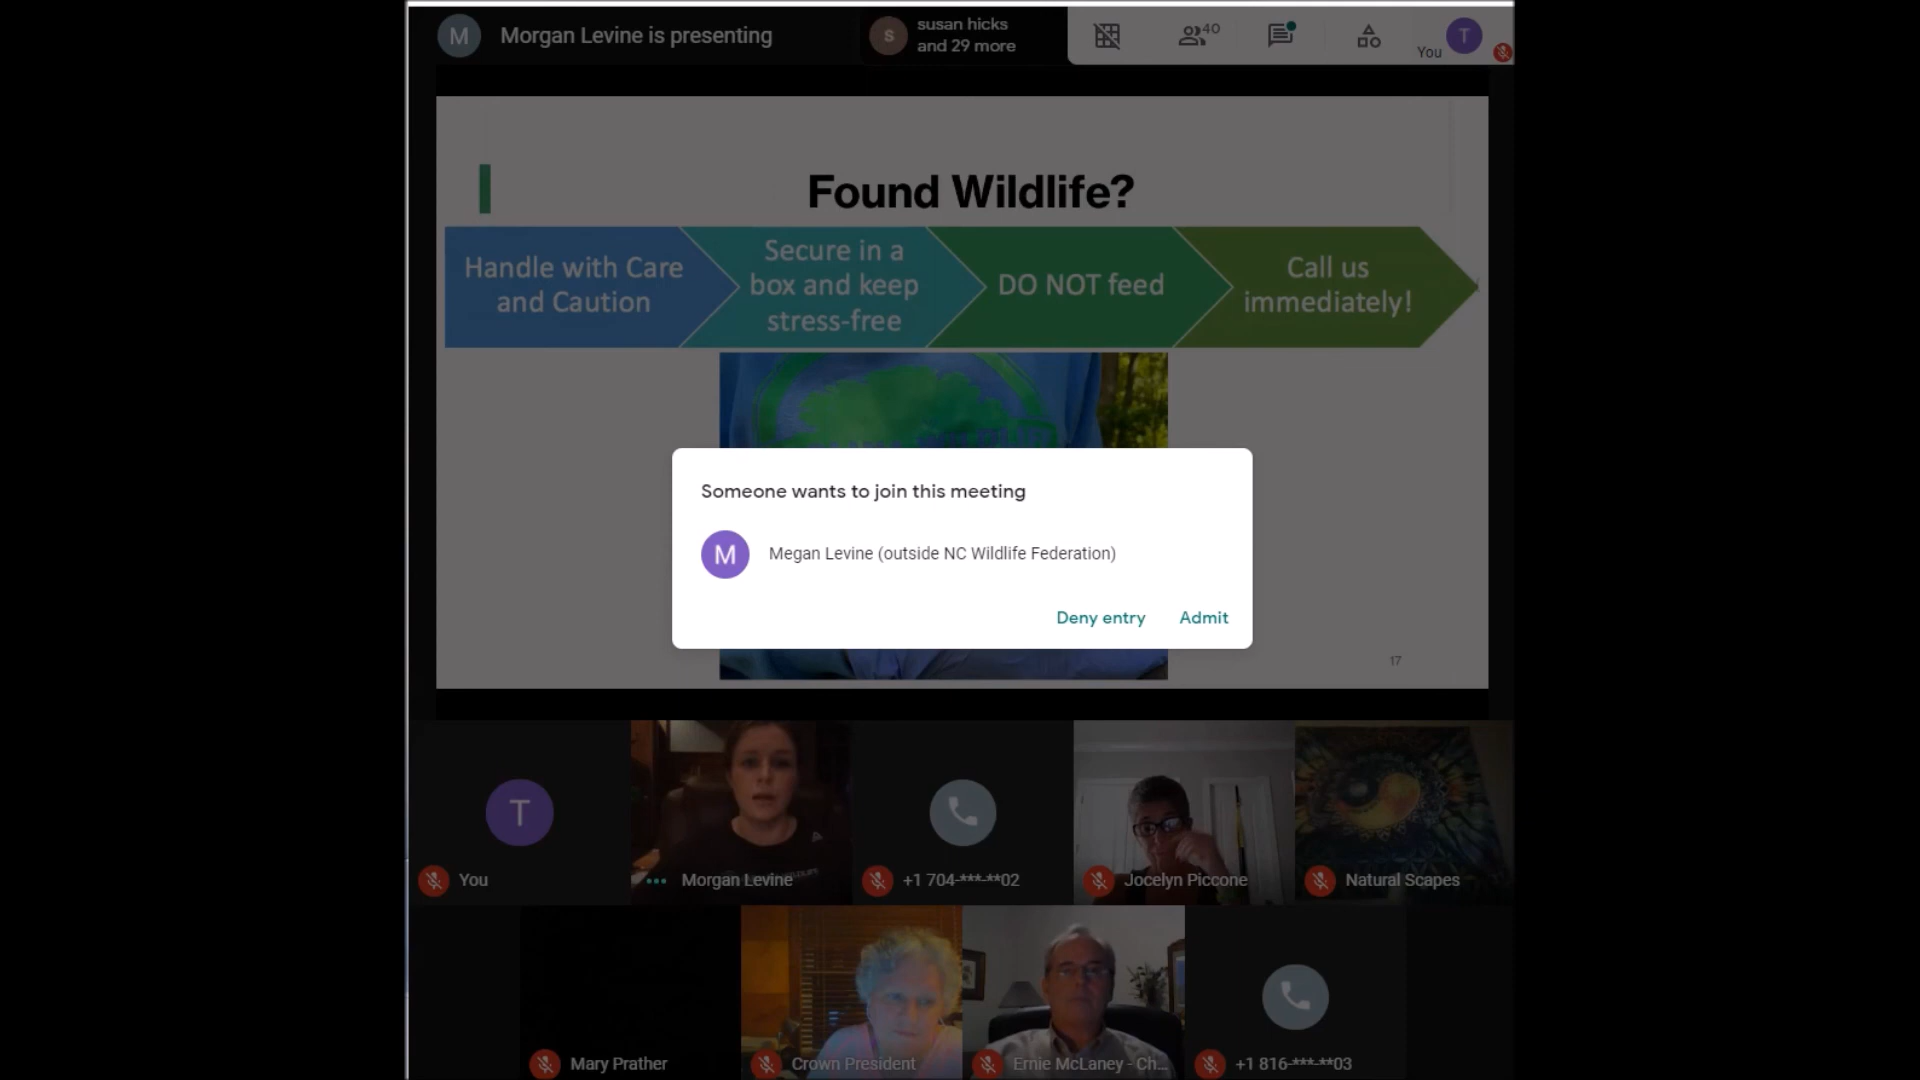 M
Morgan Levine is presenting
S
susan hicks
and 29 more
40
You
T
Found Wildlife?
Handle with Care
and Caution
Secure in a
box and keep
stress-free
DO NOT feed
Call us
immediately!
Someone wants to join this meeting
M
Megan Levine (outside NC Wildlife Federation)
Deny entry
Admit
17
T
You
Morgan Levine
+1 704-***-**02
Jocelyn Piccone
Natural Scapes
Mary Prather
Crown President
Ernie McLaney - Ch...
+1 816-***-**03